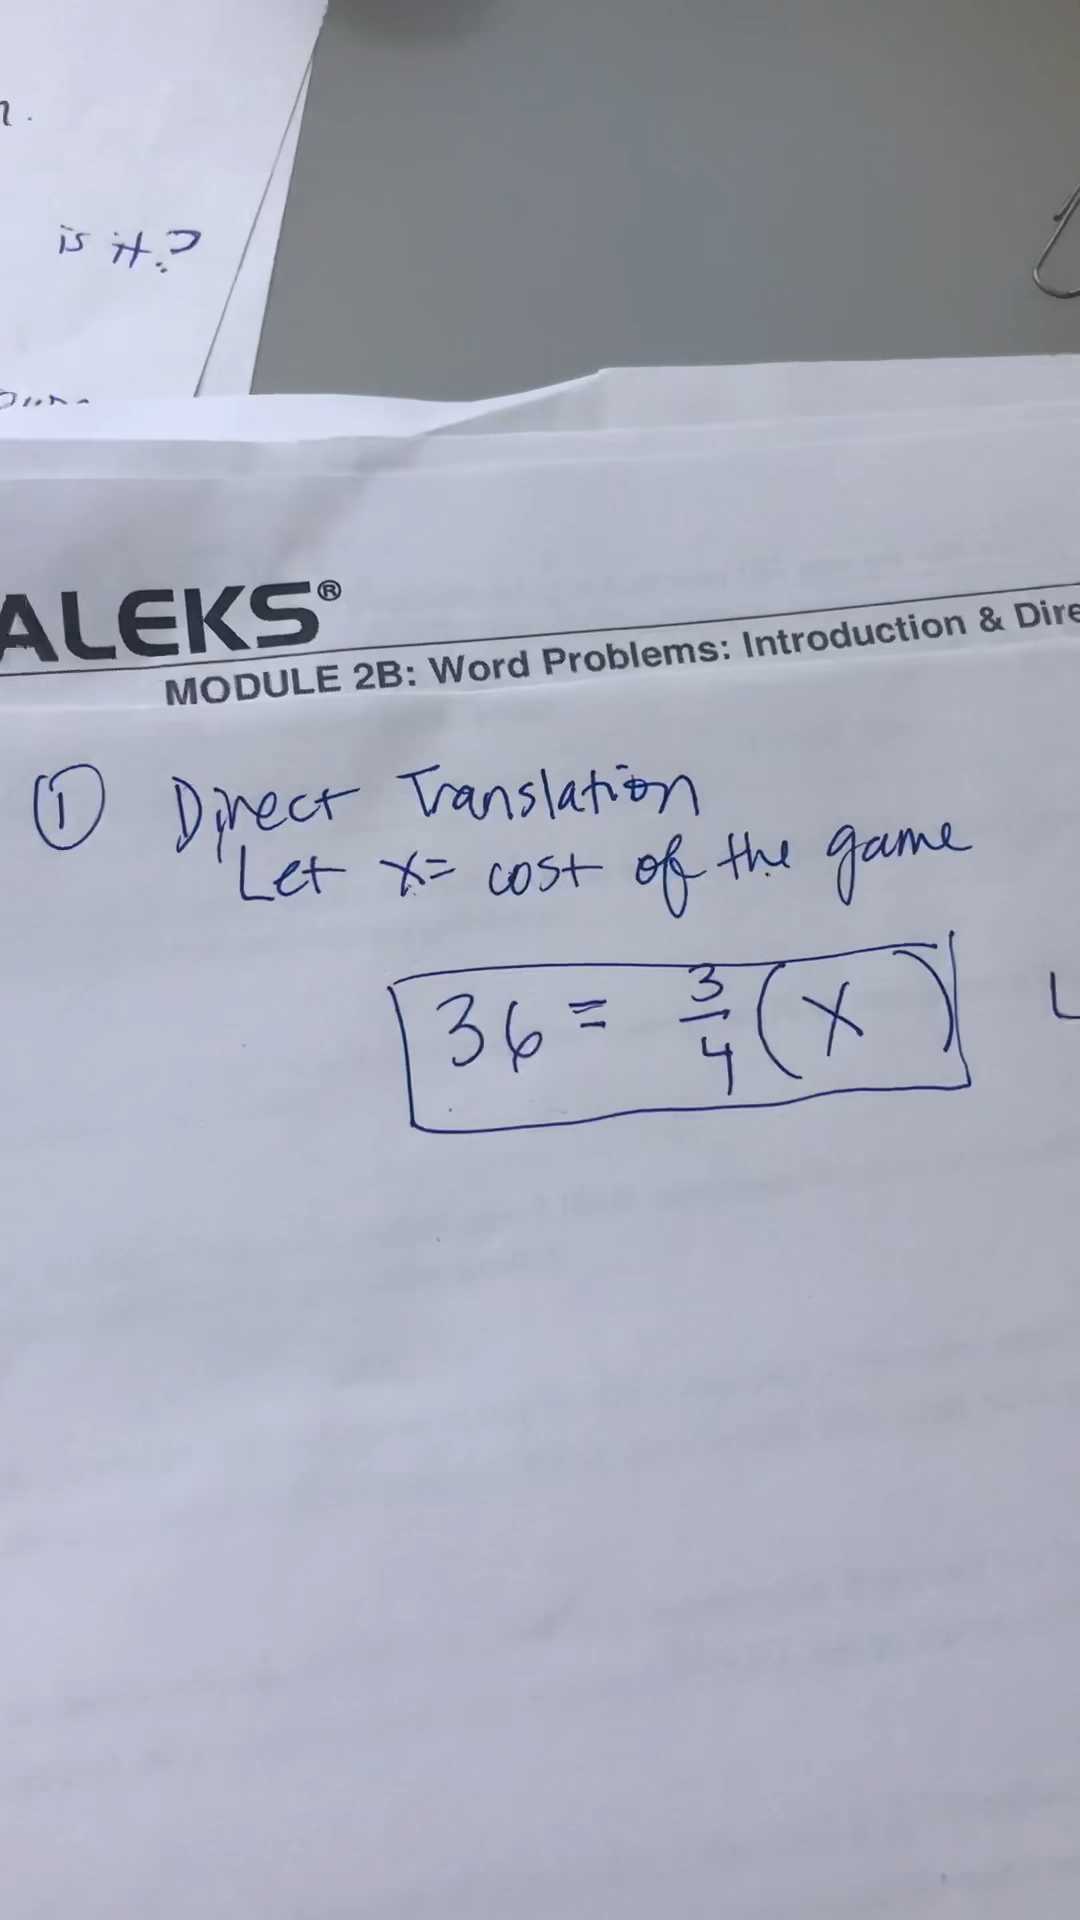 is it?
ALEKS®
MODULE 2B: Word Problems: Introduction &
① Direct Translation
Let x = cost of the game
36 = 3/4 (x)